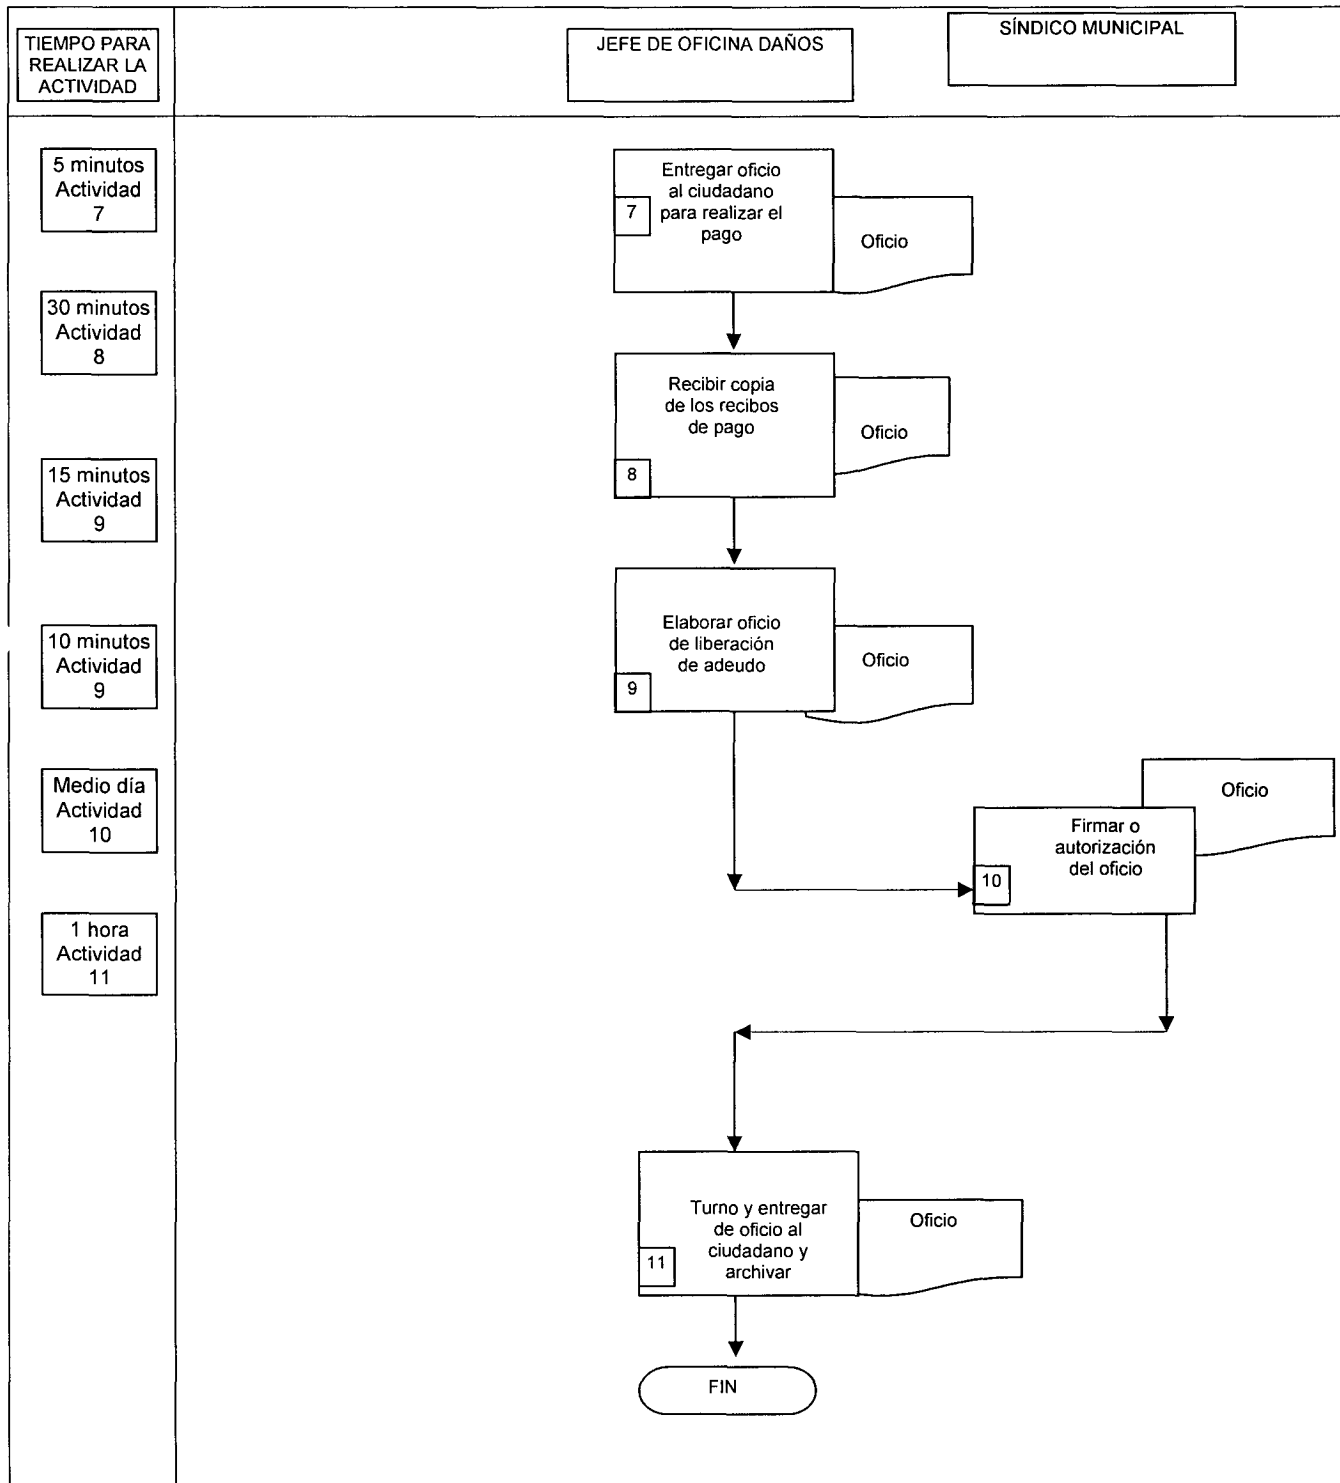 TIEMPO PARA
REALIZAR LA
ACTIVIDAD
JEFE DE OFICINA DAÑOS
SÍNDICO MUNICIPAL
5 minutos
Actividad
7
Entregar oficio
al ciudadano
para realizar el
pago
7
Oficio
30 minutos
Actividad
8
Recibir copia
de los recibos
de pago
8
Oficio
15 minutos
Actividad
9
Elaborar oficio
de liberación
de adeudo
9
Oficio
10 minutos
Actividad
9
Medio día
Actividad
10
Firmar o
autorización
del oficio
10
Oficio
1 hora
Actividad
11
Turno y entregar
de oficio al
ciudadano y
archivar
11
Oficio
FIN